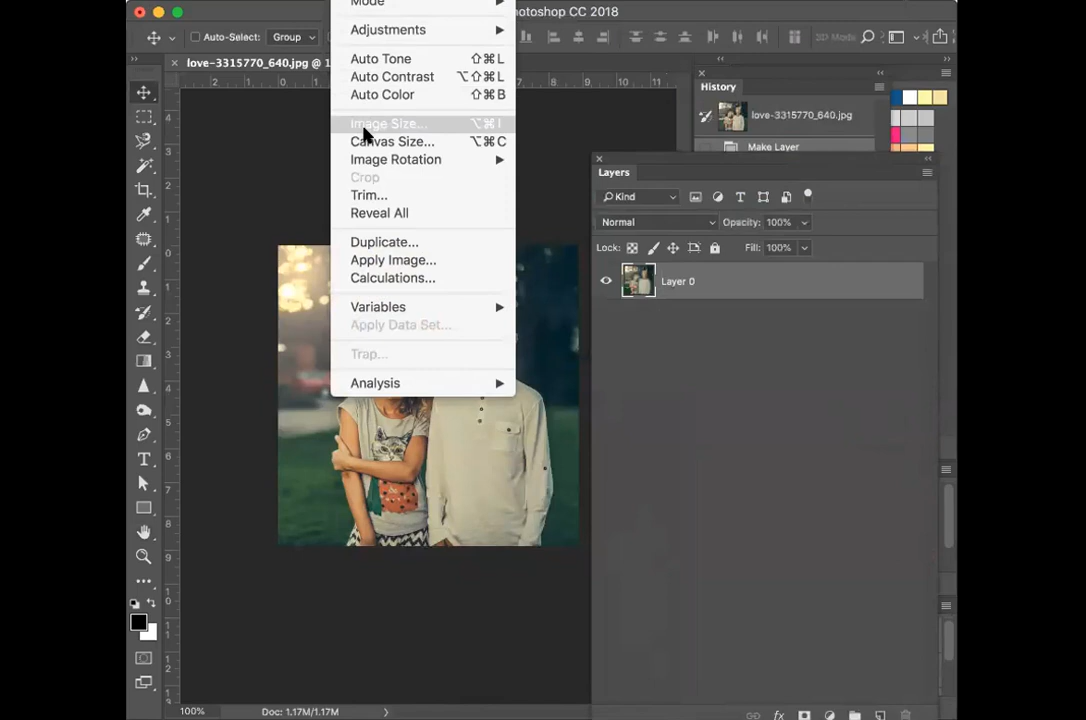 Photoshop CC 2018
Auto-Select:
Group
3D Mode
love-3315770_640.jpg @ 1
Mode
Adjustments
Auto Tone ⇧⌘L
Auto Contrast ⌥⇧⌘L
Auto Color ⇧⌘B
Image Size... ⌥⌘I
Canvas Size... ⌥⌘C
Image Rotation
Crop
Trim...
Reveal All
Duplicate...
Apply Image...
Calculations...
Variables
Apply Data Set...
Trap...
Analysis
History
love-3315770_640.jpg
Make Layer
Layers
Kind
Normal
Opacity: 100%
Lock:
Fill: 100%
Layer 0
100%
Doc: 1.17M/1.17M